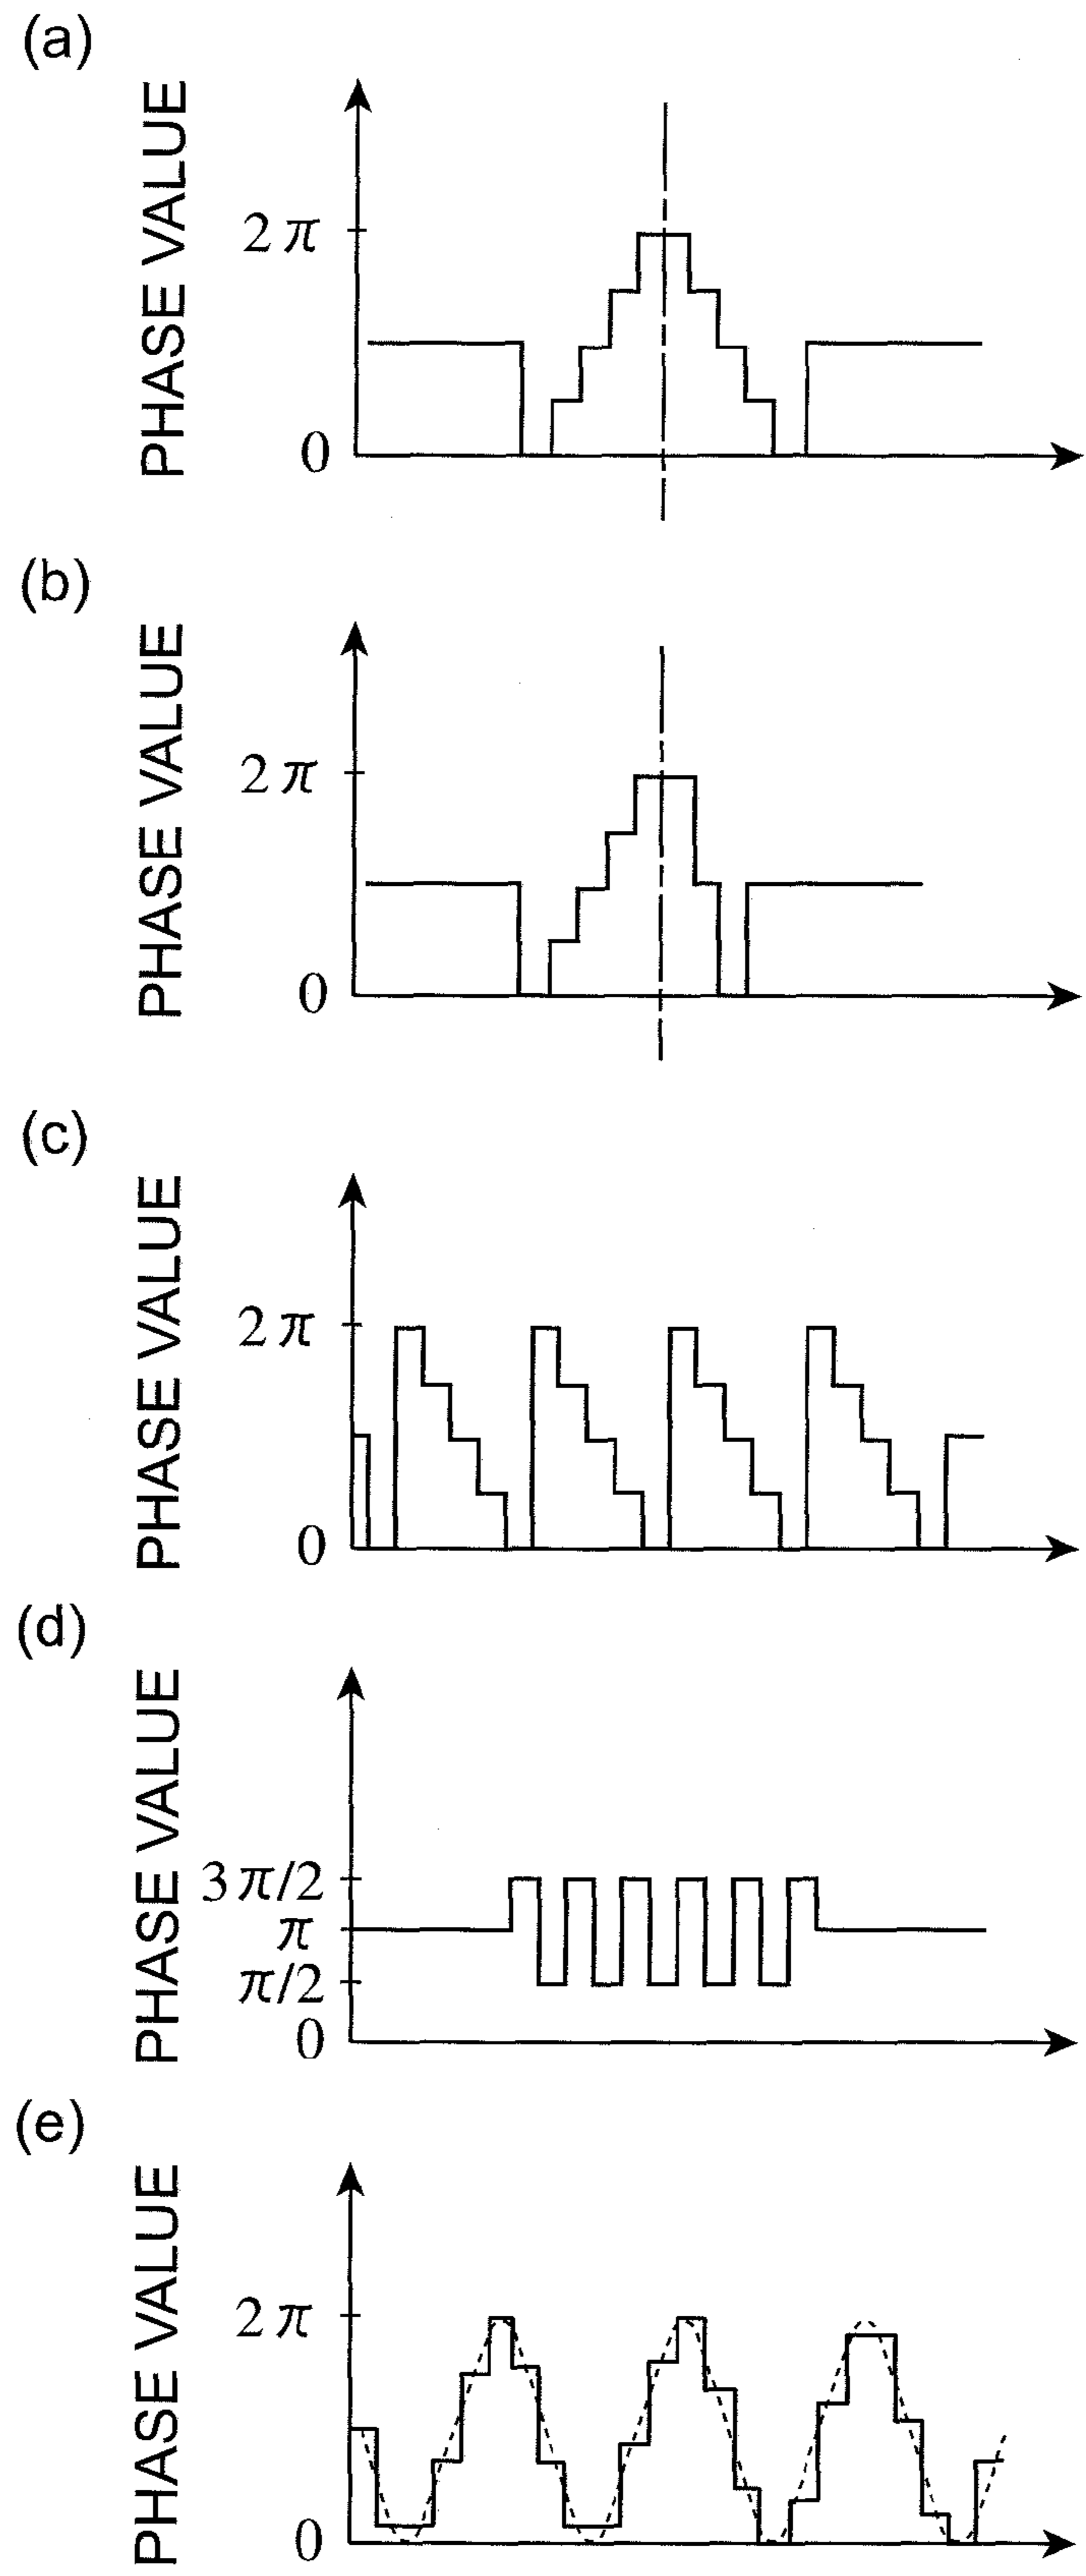 (a)
PHASE VALUE
2π
0
(b)
PHASE VALUE
2π
0
(c)
PHASE VALUE
2π
0
(d)
PHASE VALUE
3π/2
π
π/2
0
(e)
PHASE VALUE
2π
0